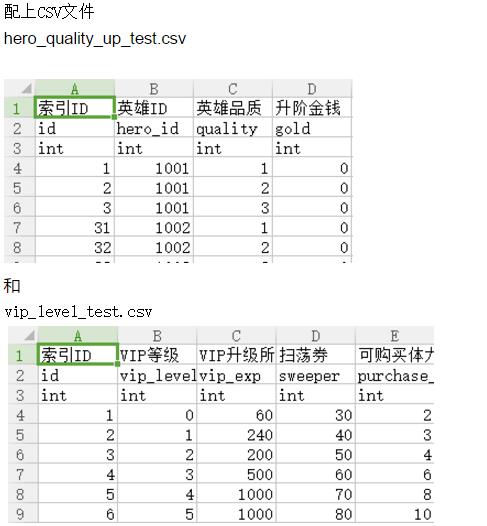 配上CSV文件
hero_quality_up_test.csv
A B C D
1 索引ID 英雄ID 英雄品质 升阶金钱
2 id hero_id quality gold
3 int int int int
4 1 1001 1 0
5 2 1001 2 0
6 3 1001 3 0
7 31 1002 1 0
8 32 1002 2 0
和
vip_level_test.csv
A B C D E
1 索引ID VIP等级 VIP升级所 扫荡券 可购买体力
2 id vip_level vip_exp sweeper purchase_
3 int int int int int
4 1 0 60 30 2
5 2 1 240 40 3
6 3 2 200 50 4
7 4 3 500 60 6
8 5 4 1000 70 8
9 6 5 1000 80 10